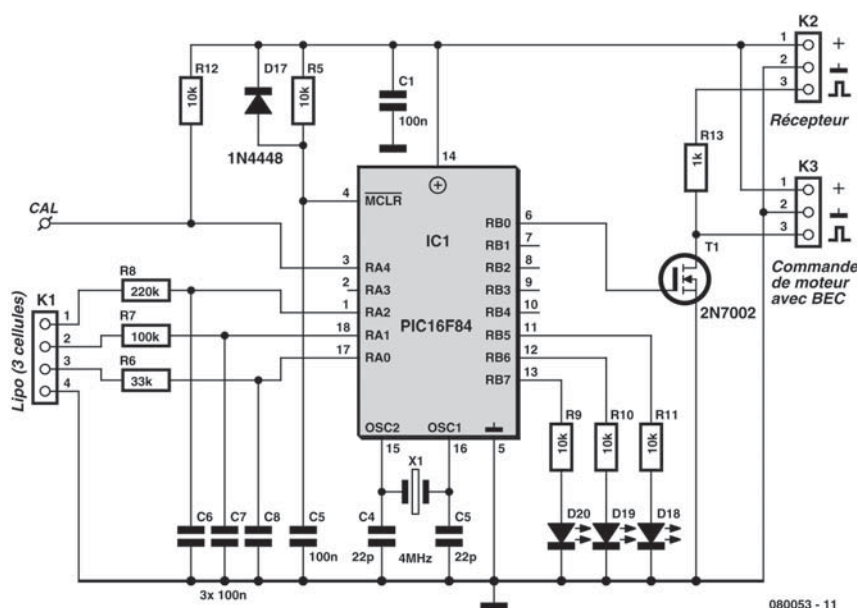 K2
1 +
2
3
Récepteur
R12
10k
D17
1N4448
R5
10k
C1
100n
R13
1k
K3
1 +
2
3
Commande
de moteur
avec BEC
T1
2N7002
14
4 MCLR
IC1
PIC16F84
CAL
3 RA4
2 RA3
1 RA2
18 RA1
17 RA0
RB0 6
RB1 7
RB2 8
RB3 9
RB4 10
RB5 11
RB6 12
RB7 13
K1
1
2
3
4
Lipo (3 cellules)
R8
220k
R7
100k
R6
33k
OSC2 OSC1
15 16 5
X1
4MHz
R9
10k
R10
10k
R11
10k
C6 C7 C8
3x 100n
C5
100n
C4
22p
C5
22p
D20 D19 D18
080053 - 11